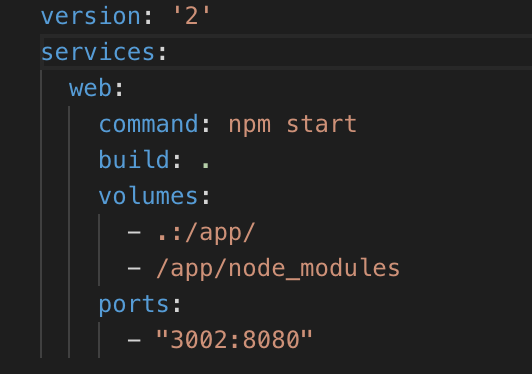 version: '2'
services:
  web:
    command: npm start
    build: .
    volumes:
      - .:/app/
      - /app/node_modules
    ports:
      - "3002:8080"